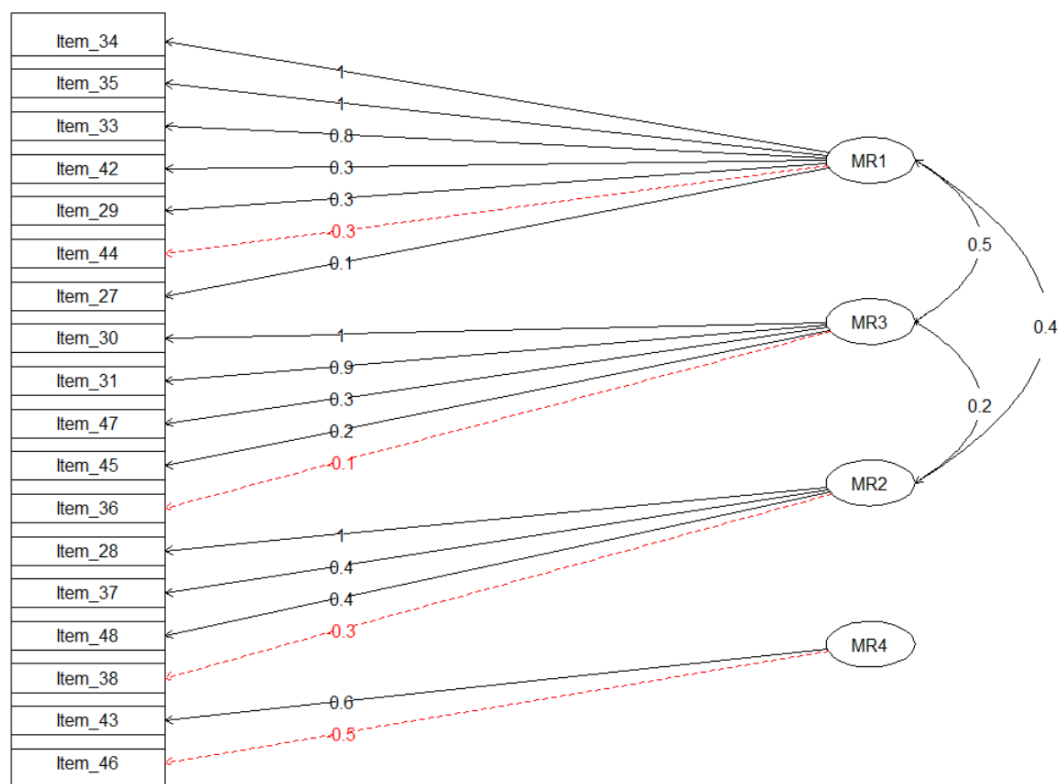 Item_34
Item_35
Item_33
Item_42
Item_29
Item_44
Item_27
Item_30
Item_31
Item_47
Item_45
Item_36
Item_28
Item_37
Item_48
Item_38
Item_43
Item_46
1
1
0.8
0.3
0.3
-0.3
0.1
1
0.9
0.3
0.2
-0.1
1
0.4
0.4
-0.3
0.6
-0.5
MR1
MR3
MR2
MR4
0.5
0.4
0.2